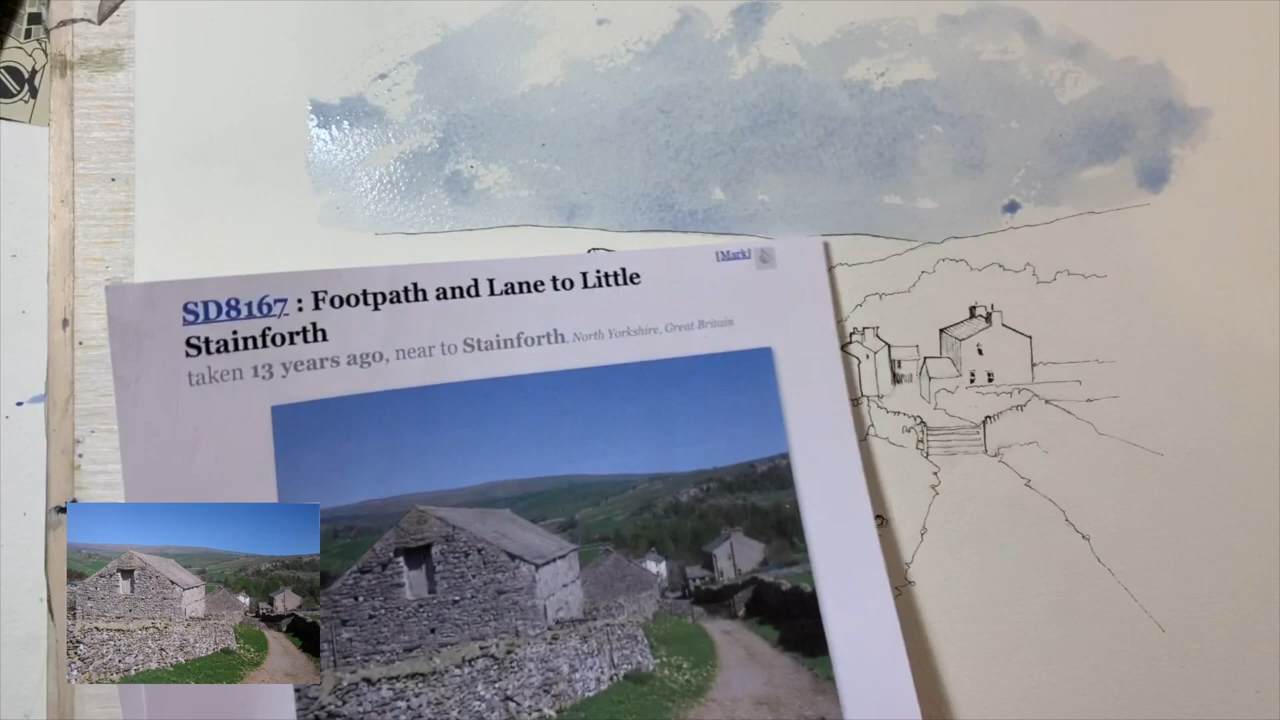 [Mark]
SD8167 : Footpath and Lane to Little
Stainforth
taken 13 years ago, near to Stainforth, North Yorkshire, Great Britain